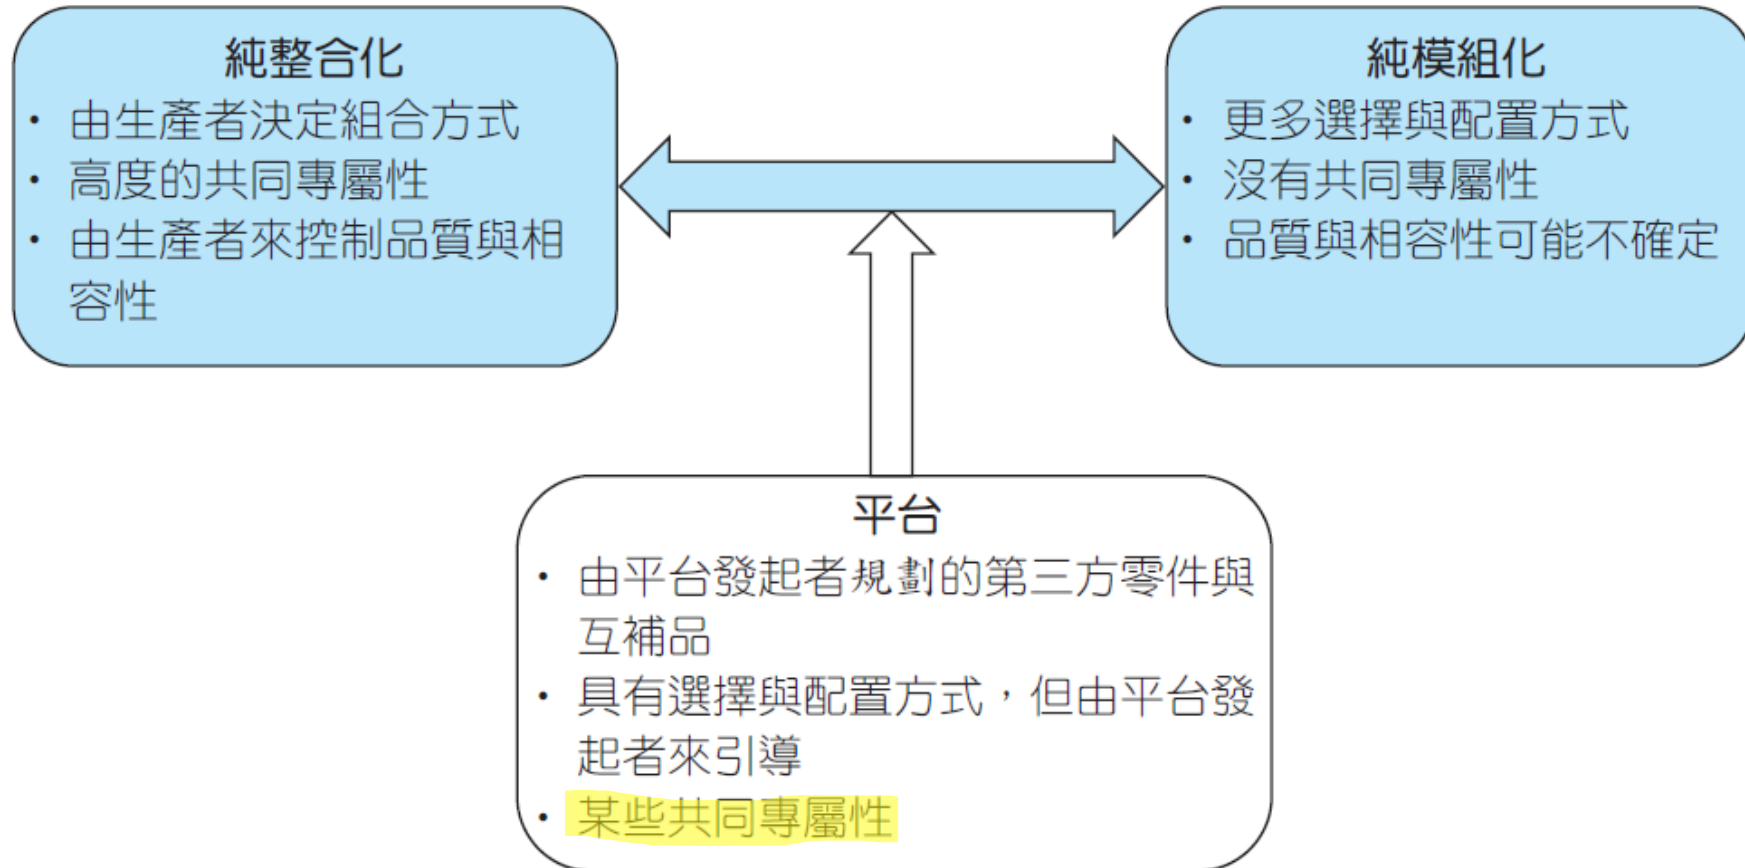 純整合化
• 由生產者決定組合方式
• 高度的共同專屬性
• 由生產者來控制品質與相
容性
純模組化
• 更多選擇與配置方式
• 沒有共同專屬性
• 品質與相容性可能不確定
平台
• 由平台發起者規劃的第三方零件與
互補品
• 具有選擇與配置方式，但由平台發
起者來引導
• 某些共同專屬性